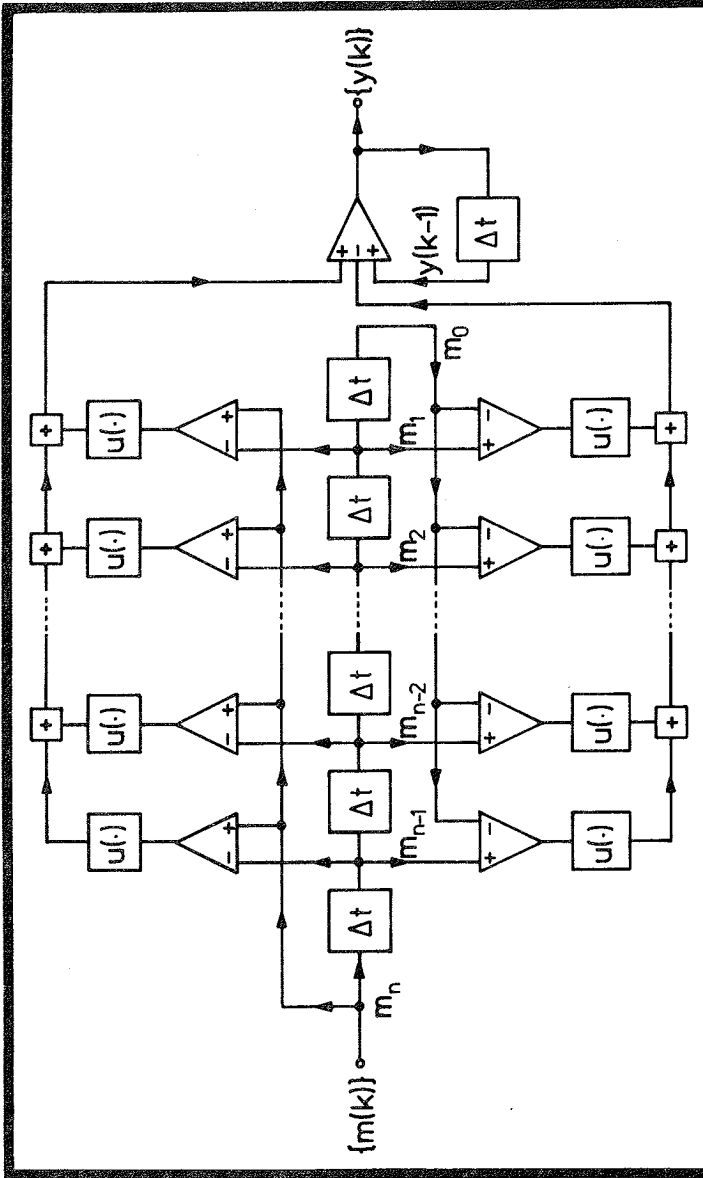 + + +
u(·) u(·) u(·) u(·)
− + − + − + − +
{m(k)} Δt Δt Δt Δt Δt + − + {y(k)}
mₙ mₙ₋₁ mₙ₋₂ m₂ m₁ m₀ y(k−1)
Δt
+ − + − + − + −
u(·) u(·) u(·) u(·)
+ + +